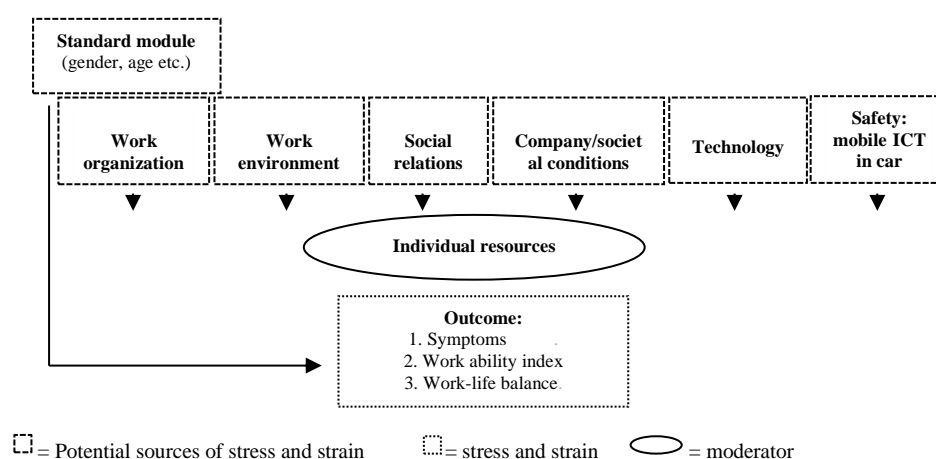 Standard module
(gender, age etc.)
Work
organization
Work
environment
Social
relations
Company/societ
al conditions
Technology
Safety:
mobile ICT
in car
Individual resources
Outcome:
1. Symptoms
2. Work ability index
3. Work-life balance
= Potential sources of stress and strain
= stress and strain
= moderator